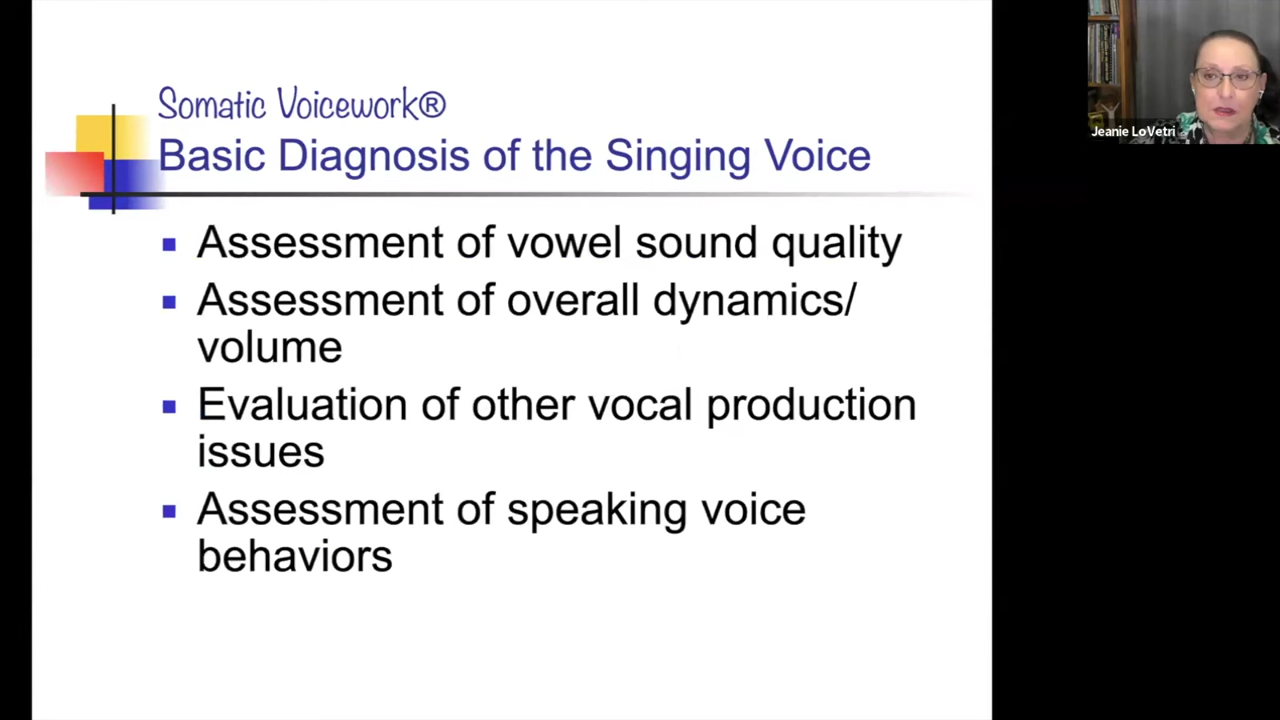 Somatic Voicework®
Basic Diagnosis of the Singing Voice
Assessment of vowel sound quality
Assessment of overall dynamics/
volume
Evaluation of other vocal production
issues
Assessment of speaking voice
behaviors
Jeanie LoVetri